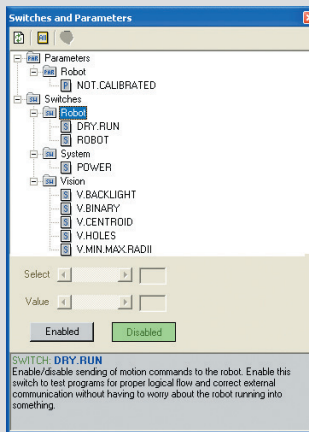 Switches and Parameters
Parameters
Robot
NOT.CALIBRATED
Switches
Robot
DRY.RUN
ROBOT
System
POWER
Vision
V.BACKLIGHT
V.BINARY
V.CENTROID
V.HOLES
V.MIN.MAX.RADII
Select
Value
Enabled Disabled
SWITCH: DRY.RUN
Enable/disable sending of motion commands to the robot. Enable this
switch to test programs for proper logical flow and correct external
communication without having to worry about the robot running into
something.